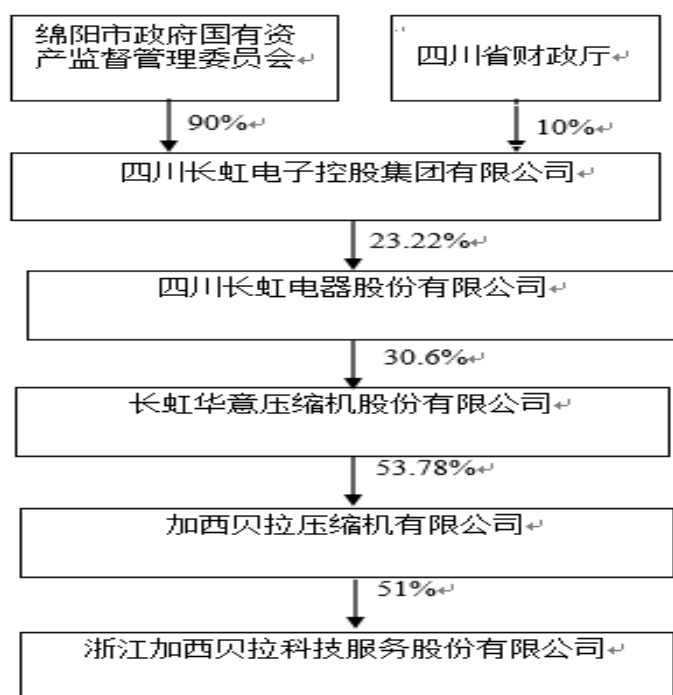 绵阳市政府国有资
产监督管理委员会↵
四川省财政厅↵
90%↵
10%↵
四川长虹电子控股集团有限公司↵
23.22%↵
四川长虹电器股份有限公司↵
30.6%↵
长虹华意压缩机股份有限公司↵
53.78%↵
加西贝拉压缩机有限公司↵
51%↵
浙江加西贝拉科技服务股份有限公司↵